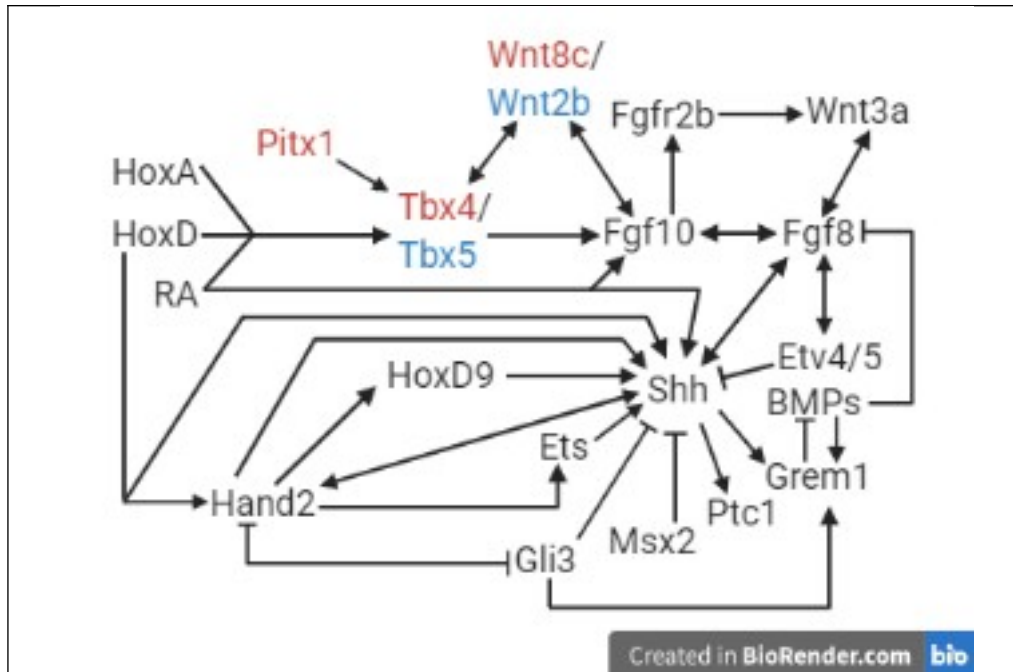 Wnt8c/
Wnt2b
Fgfr2b
Wnt3a
Pitx1
HoxA
Tbx4/
Tbx5
HoxD
Fgf10
Fgf8
RA
Etv4/5
HoxD9
Shh
BMPs
Ets
Grem1
Hand2
Ptc1
Msx2
Gli3
Created in BioRender.com bio